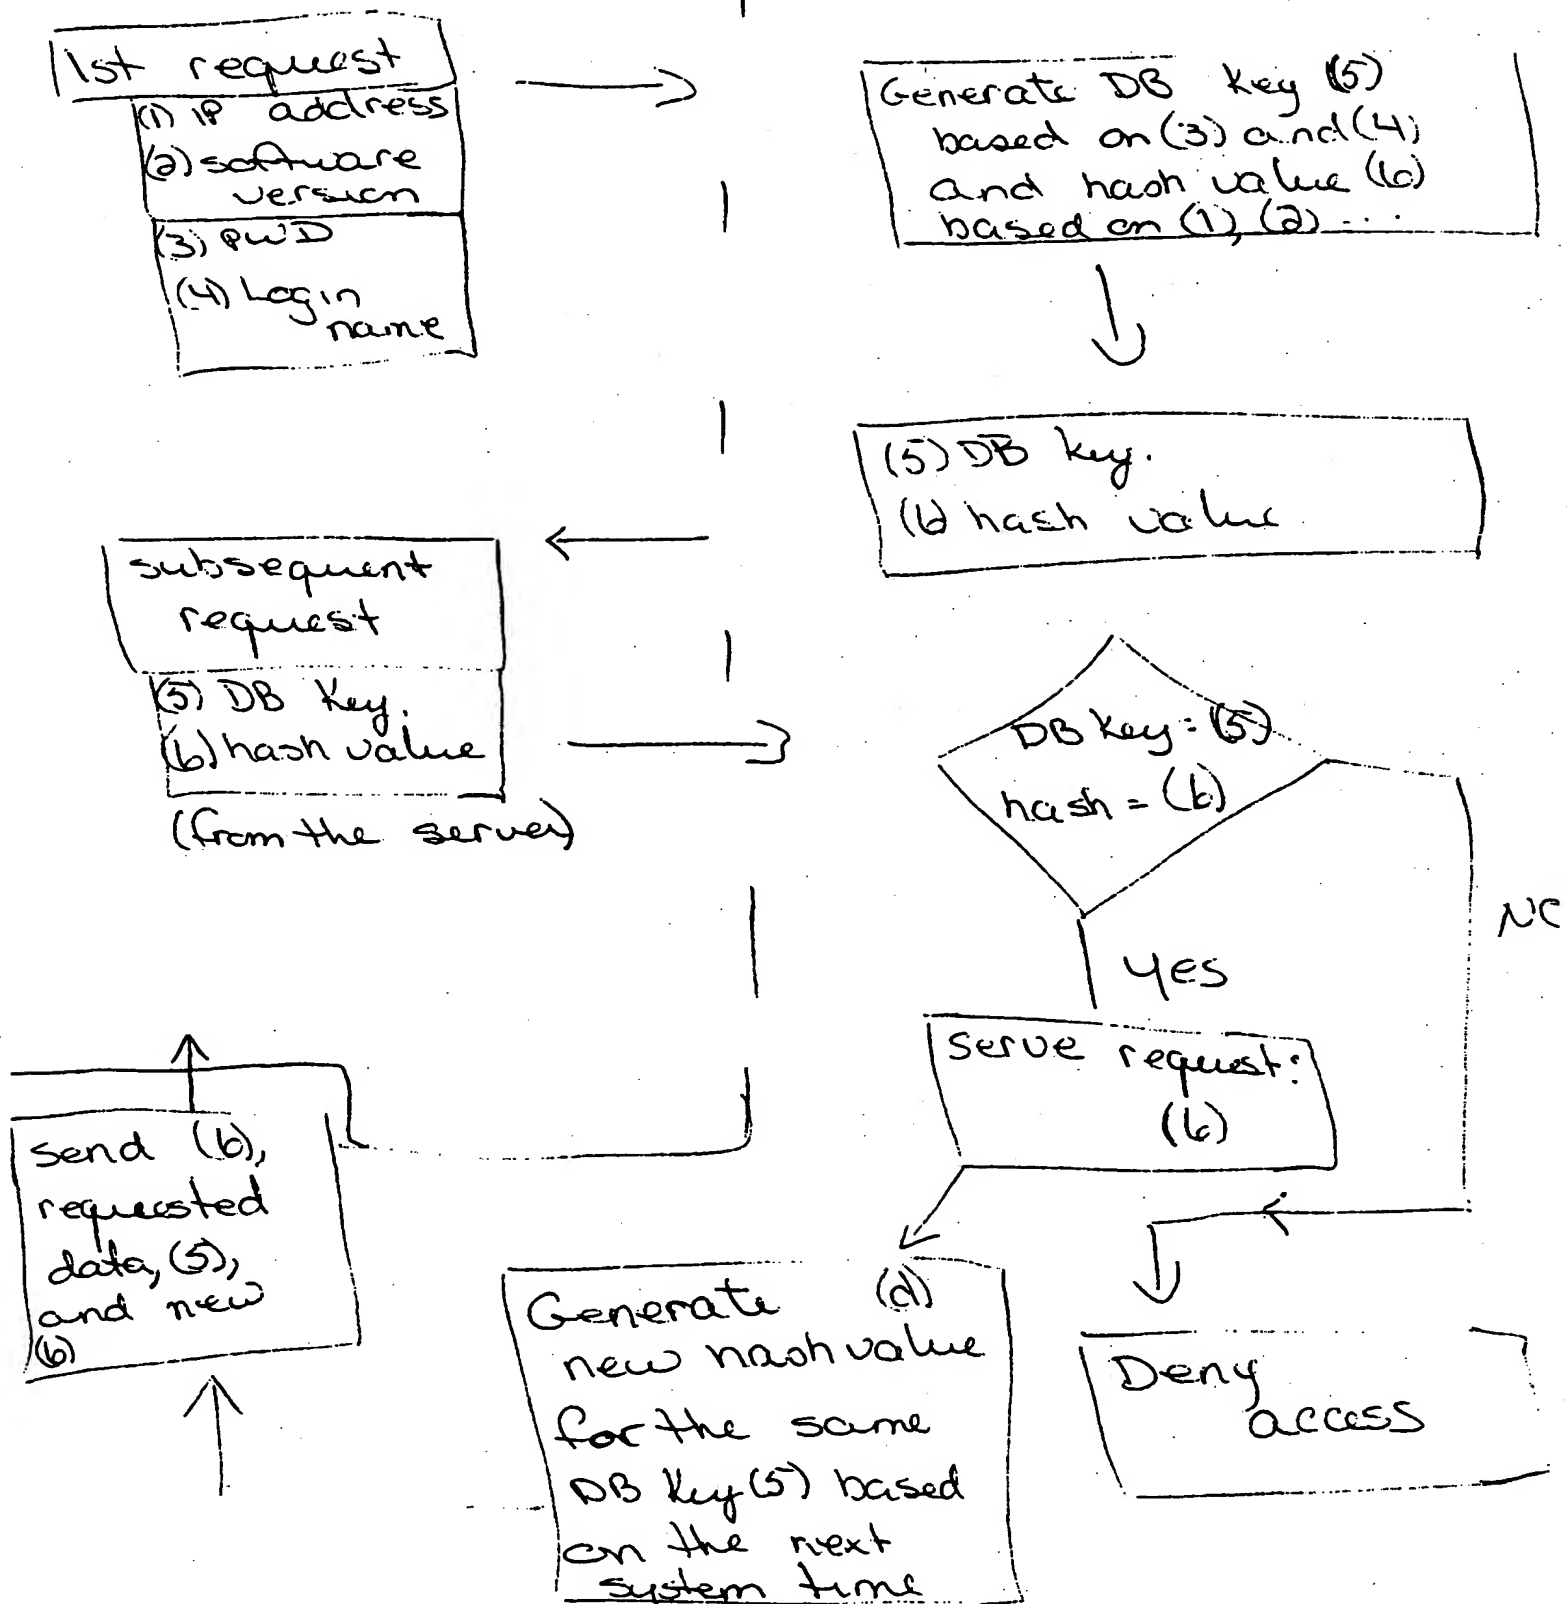 1st request
(1) IP address
(2) software
version
(3) PWD
(4) Login
name
Generate DB Key (5)
based on (3) and (4)
and hash value (6)
based on (1), (2) ...
(5) DB key.
(6) hash value
subsequent
request
(5) DB Key.
(6) hash value
(from the server)
DB Key = (5)
hash = (6)
YES
NO
serve request:
(6)
send (6),
requested
data, (5),
and new
(6)
Generate (d)
new hash value
for the same
DB Key (5) based
on the next
system time
Deny
access